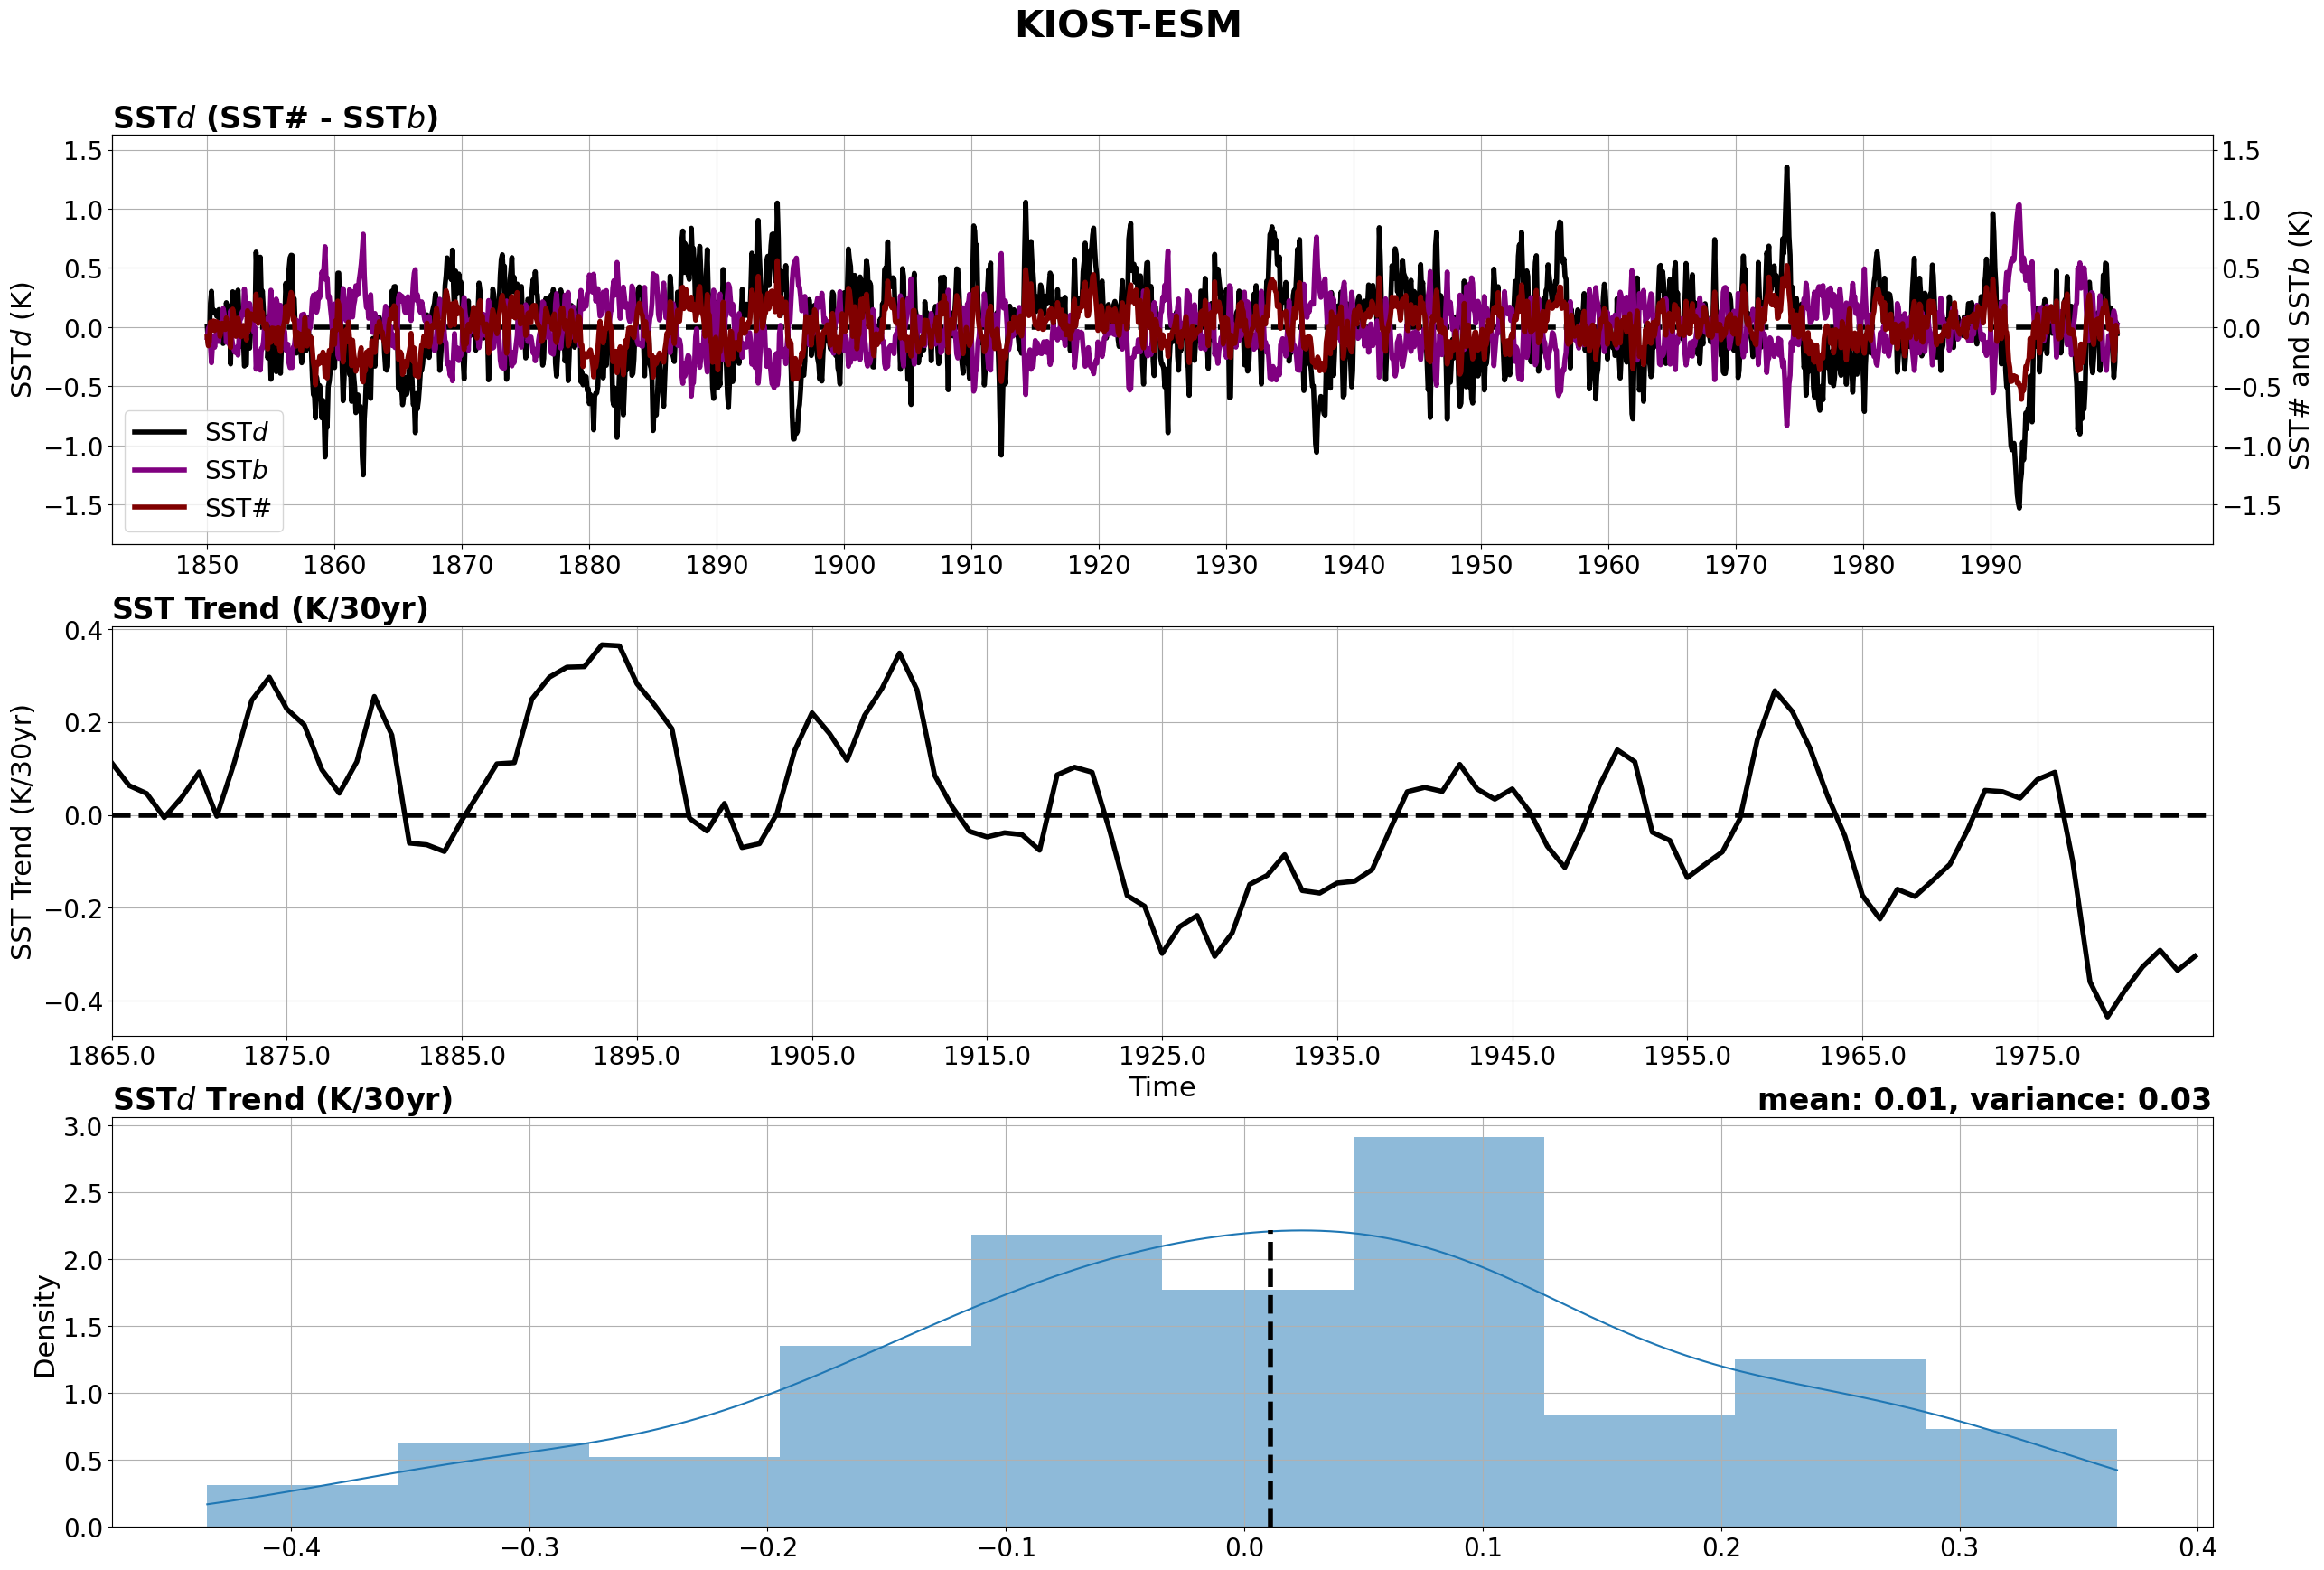 KIOST-ESM
SSTd (SST# - SSTb)
SSTd (K)
1.5
1.0
0.5
0.0
−0.5
−1.0
−1.5
SSTd
SSTb
SST#
1.5
1.0
0.5
0.0
−0.5
−1.0
−1.5
SST# and SSTb (K)
1850 1860 1870 1880 1890 1900 1910 1920 1930 1940 1950 1960 1970 1980 1990
SST Trend (K/30yr)
SST Trend (K/30yr)
0.4
0.2
0.0
−0.2
−0.4
1865.0 1875.0 1885.0 1895.0 1905.0 1915.0 1925.0 1935.0 1945.0 1955.0 1965.0 1975.0
Time
SSTd Trend (K/30yr) mean: 0.01, variance: 0.03
Density
3.0
2.5
2.0
1.5
1.0
0.5
0.0
−0.4 −0.3 −0.2 −0.1 0.0 0.1 0.2 0.3 0.4